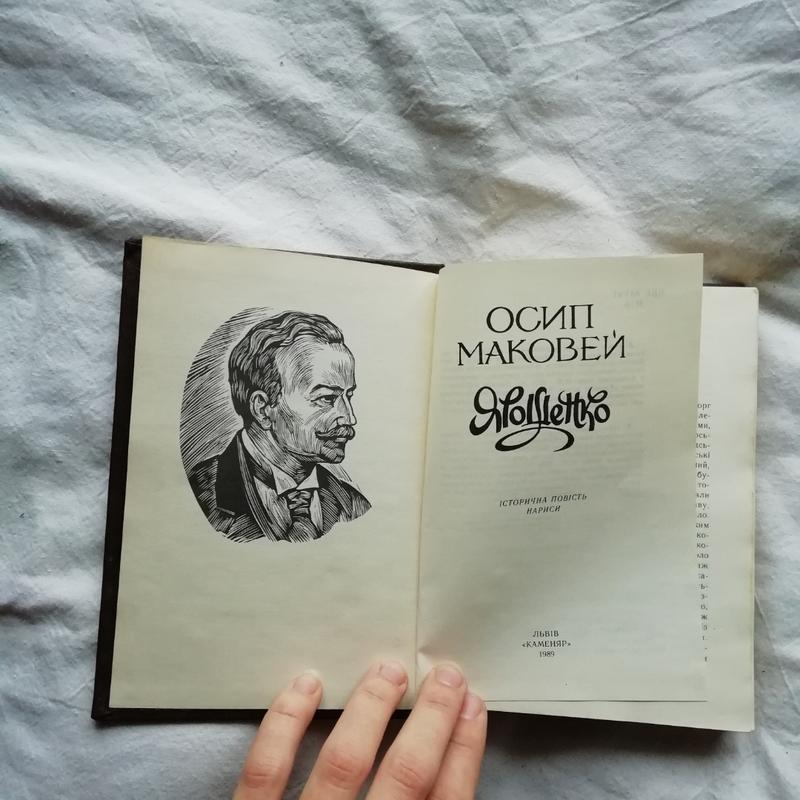 ОСИП
МАКОВЕЙ
Ярошенко
ІСТОРИЧНА ПОВІСТЬ
НАРИСИ
ЛЬВІВ
«КАМЕНЯР»
1989